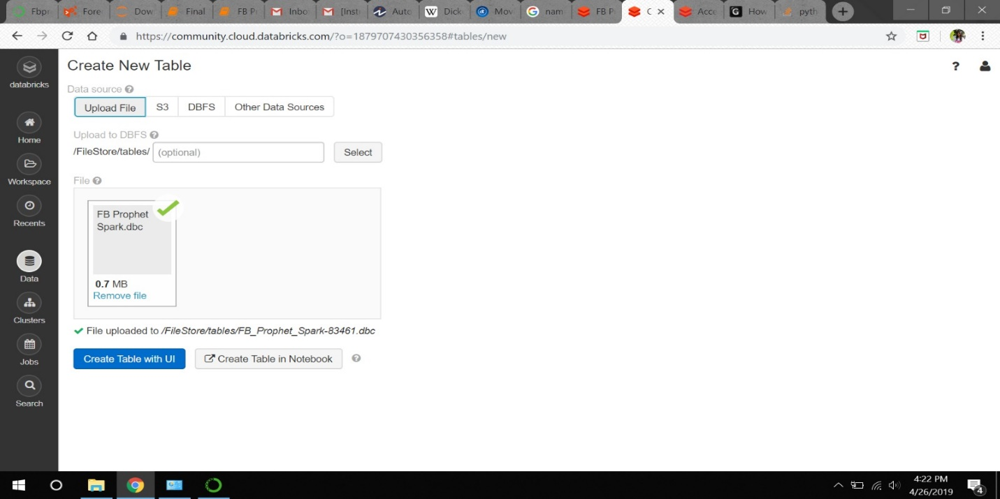 Fbpr
Fore
Dow
Final
FB P
Inbo
[Inst
Auto
W
Dick
Mov
nam
FB P
C
Acce
G
How
pyth
https://community.cloud.databricks.com/?o=1879707430356358#tables/new
databricks
Home
Workspace
Recents
Data
Clusters
Jobs
Search
Create New Table
?
Data source ?
Upload File S3 DBFS Other Data Sources
Upload to DBFS ?
/FileStore/tables/ (optional) Select
File ?
FB Prophet
Spark.dbc
0.7 MB
Remove file
File uploaded to /FileStore/tables/FB_Prophet_Spark-83461.dbc
Create Table with UI Create Table in Notebook ?
4:22 PM
4/26/2019
4